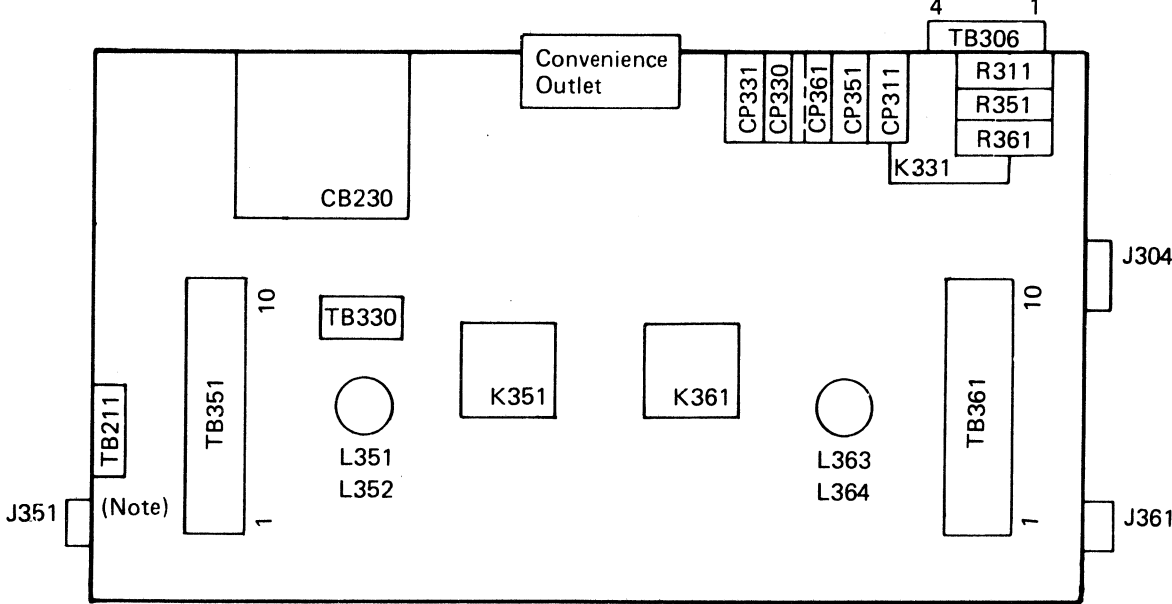 4 1
TB306
Convenience
Outlet
CP331
CP330
CP361
CP351
CP311
R311
R351
R361
K331
CB230
J304
10
TB330
10
TB351
K351
K361
TB361
TB211
L351
L352
L363
L364
J351
(Note)
1
1
J361